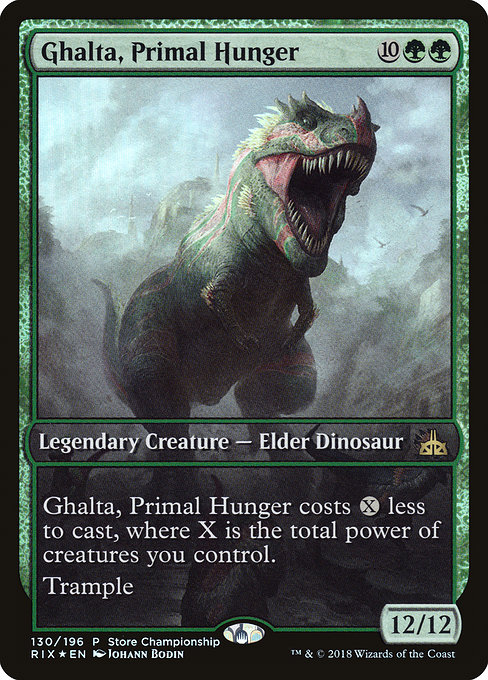 Ghalta, Primal Hunger 10
Legendary Creature — Elder Dinosaur
Ghalta, Primal Hunger costs X less
to cast, where X is the total power of
creatures you control.
Trample
12/12
130/196 P Store Championship
RIX★EN Johann Bodin ™ & © 2018 Wizards of the Coast